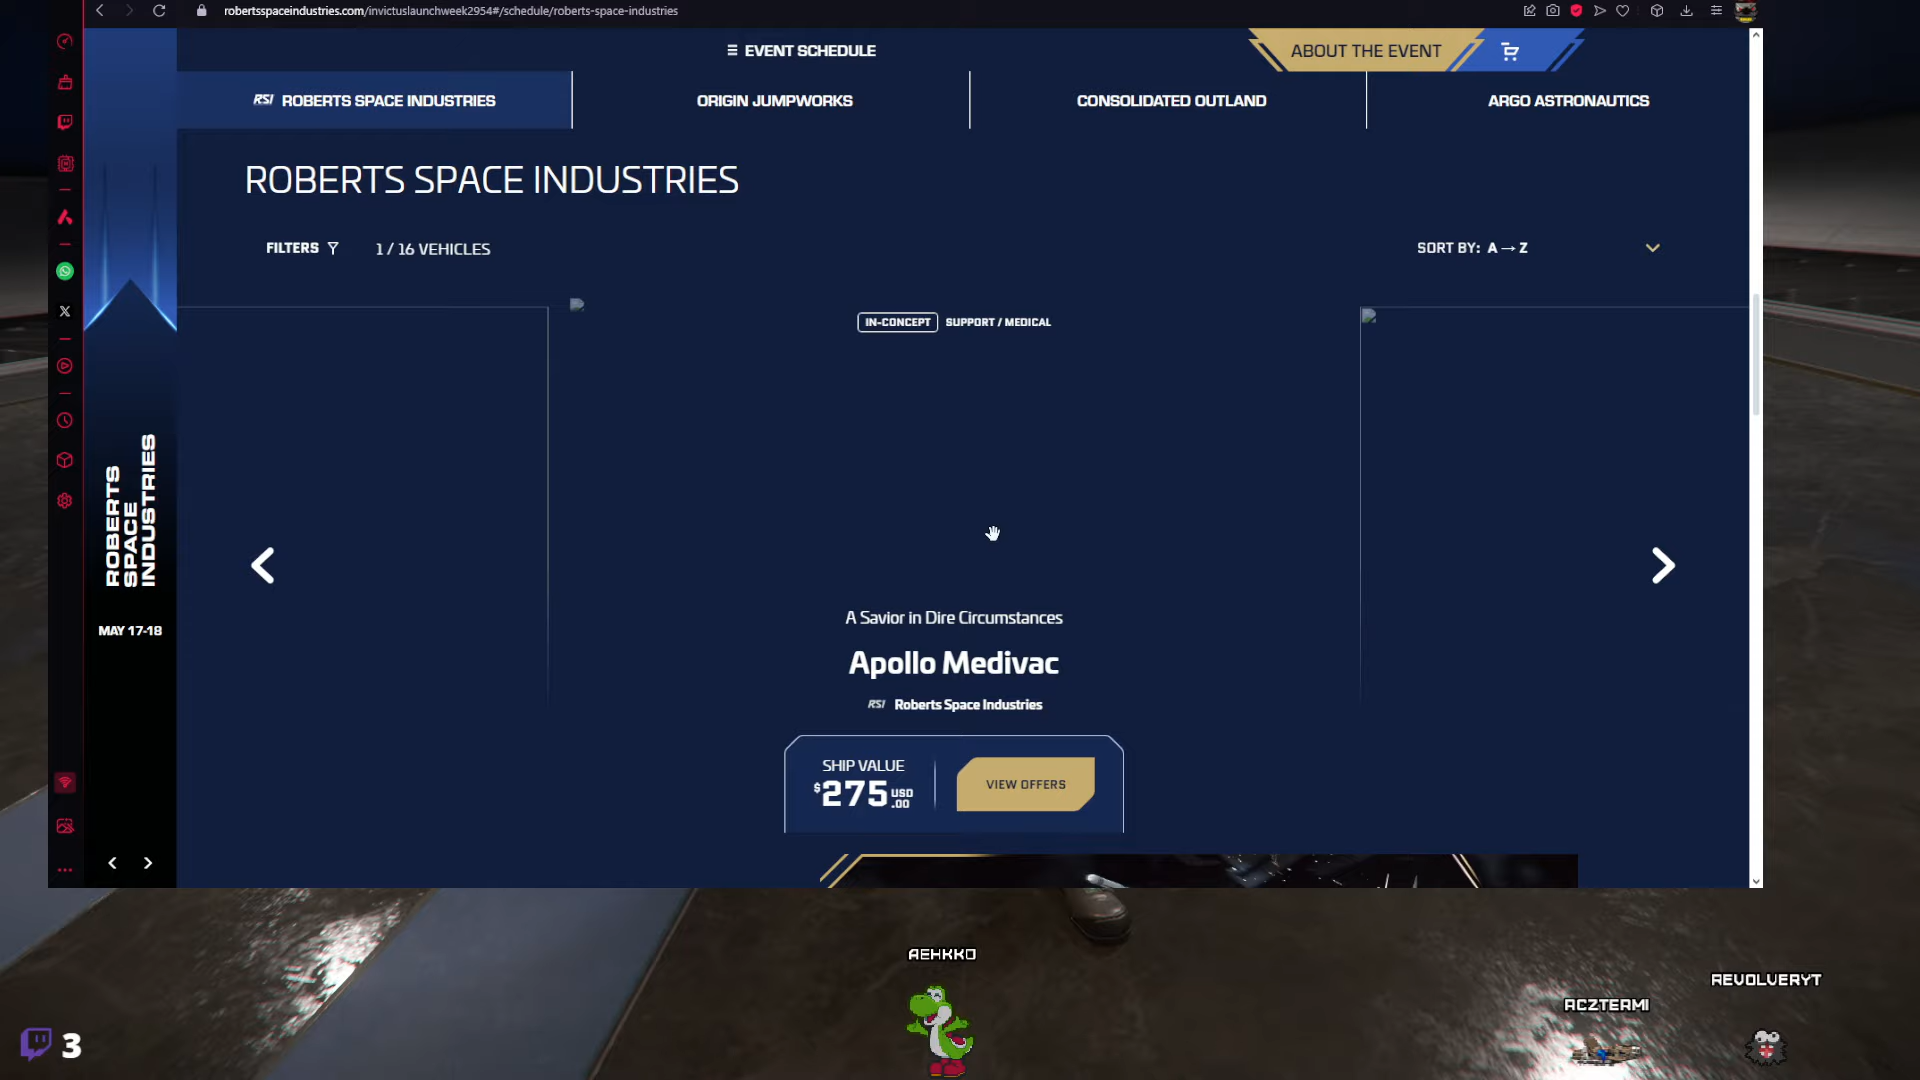 robertsspaceindustries.com/invictuslaunchweek2954#/schedule/roberts-space-industries
EVENT SCHEDULE
ABOUT THE EVENT
RSI ROBERTS SPACE INDUSTRIES
ORIGIN JUMPWORKS
CONSOLIDATED OUTLAND
ARGO ASTRONAUTICS
ROBERTS SPACE INDUSTRIES
FILTERS
1 / 16 VEHICLES
SORT BY: A → Z
IN-CONCEPT SUPPORT / MEDICAL
ROBERTS
SPACE
INDUSTRIES
MAY 17-18
A Savior in Dire Circumstances
Apollo Medivac
RSI Roberts Space Industries
SHIP VALUE
$275 USD .00
VIEW OFFERS
AEHKKO
REVOLVERYT
ACZTERMI
3